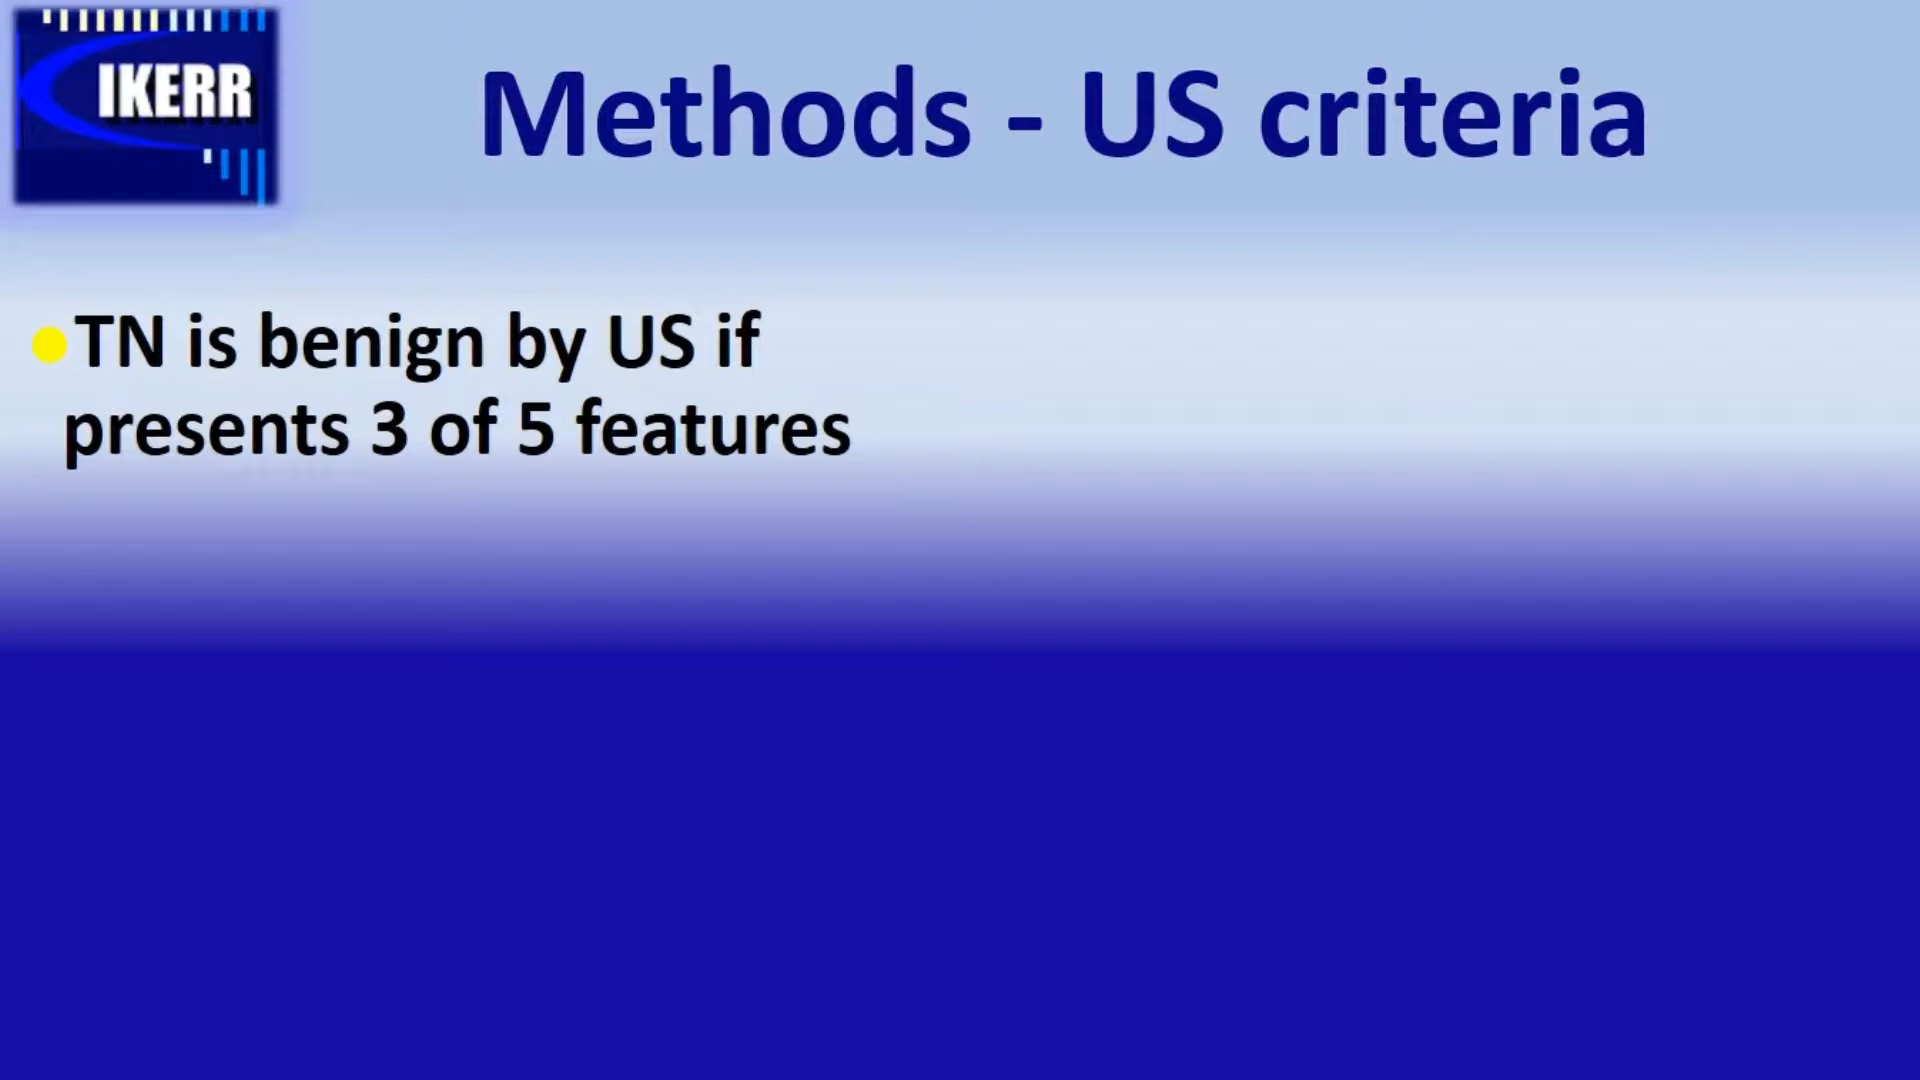 IKERR
Methods - US criteria
TN is benign by US if
presents 3 of 5 features